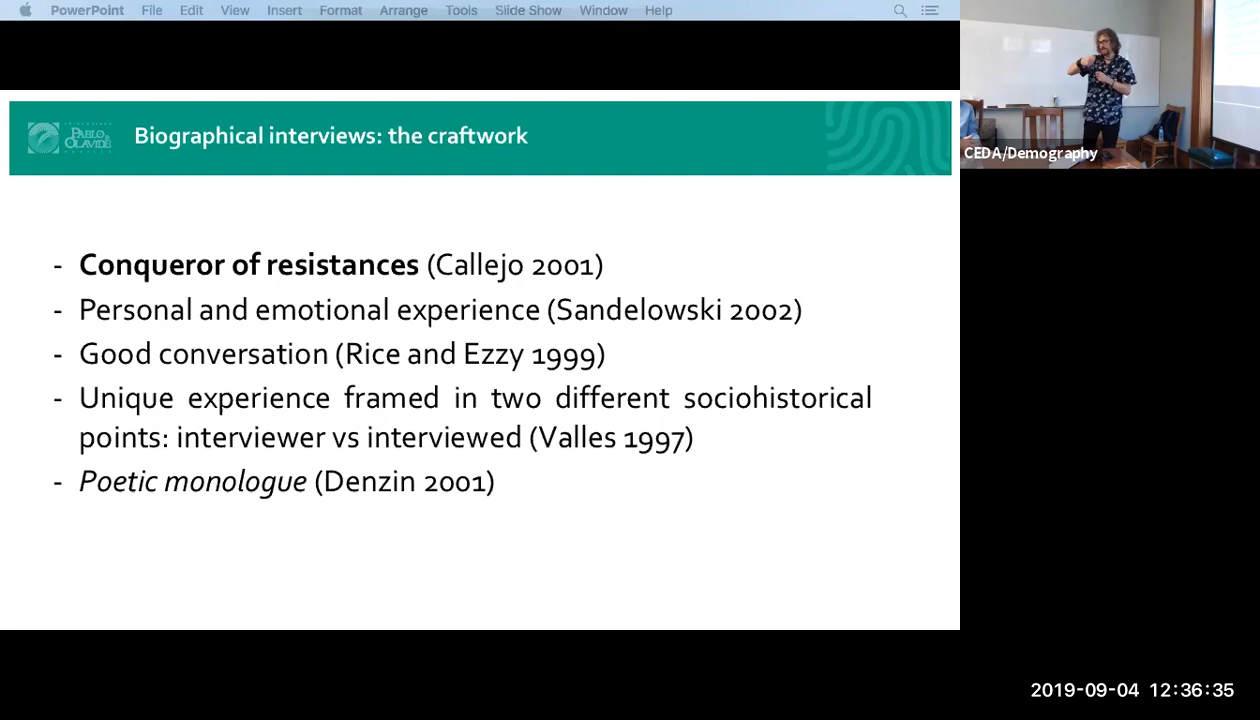 PowerPoint File Edit View Insert Format Arrange Tools Slide Show Window Help
PABLO DE OLAVIDE
Biographical interviews: the craftwork
CEDA/Demography
- Conqueror of resistances (Callejo 2001)
- Personal and emotional experience (Sandelowski 2002)
- Good conversation (Rice and Ezzy 1999)
- Unique experience framed in two different sociohistorical
points: interviewer vs interviewed (Valles 1997)
- Poetic monologue (Denzin 2001)
2019-09-04 12:36:35